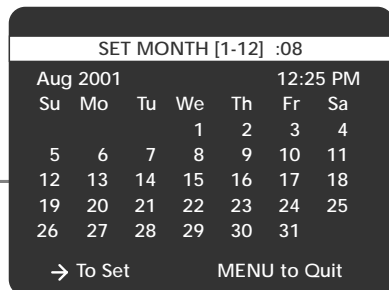 SET MONTH [1-12] :08
Aug 2001 12:25 PM
Su Mo Tu We Th Fr Sa
1 2 3 4
5 6 7 8 9 10 11
12 13 14 15 16 17 18
19 20 21 22 23 24 25
26 27 28 29 30 31
→ To Set MENU to Quit